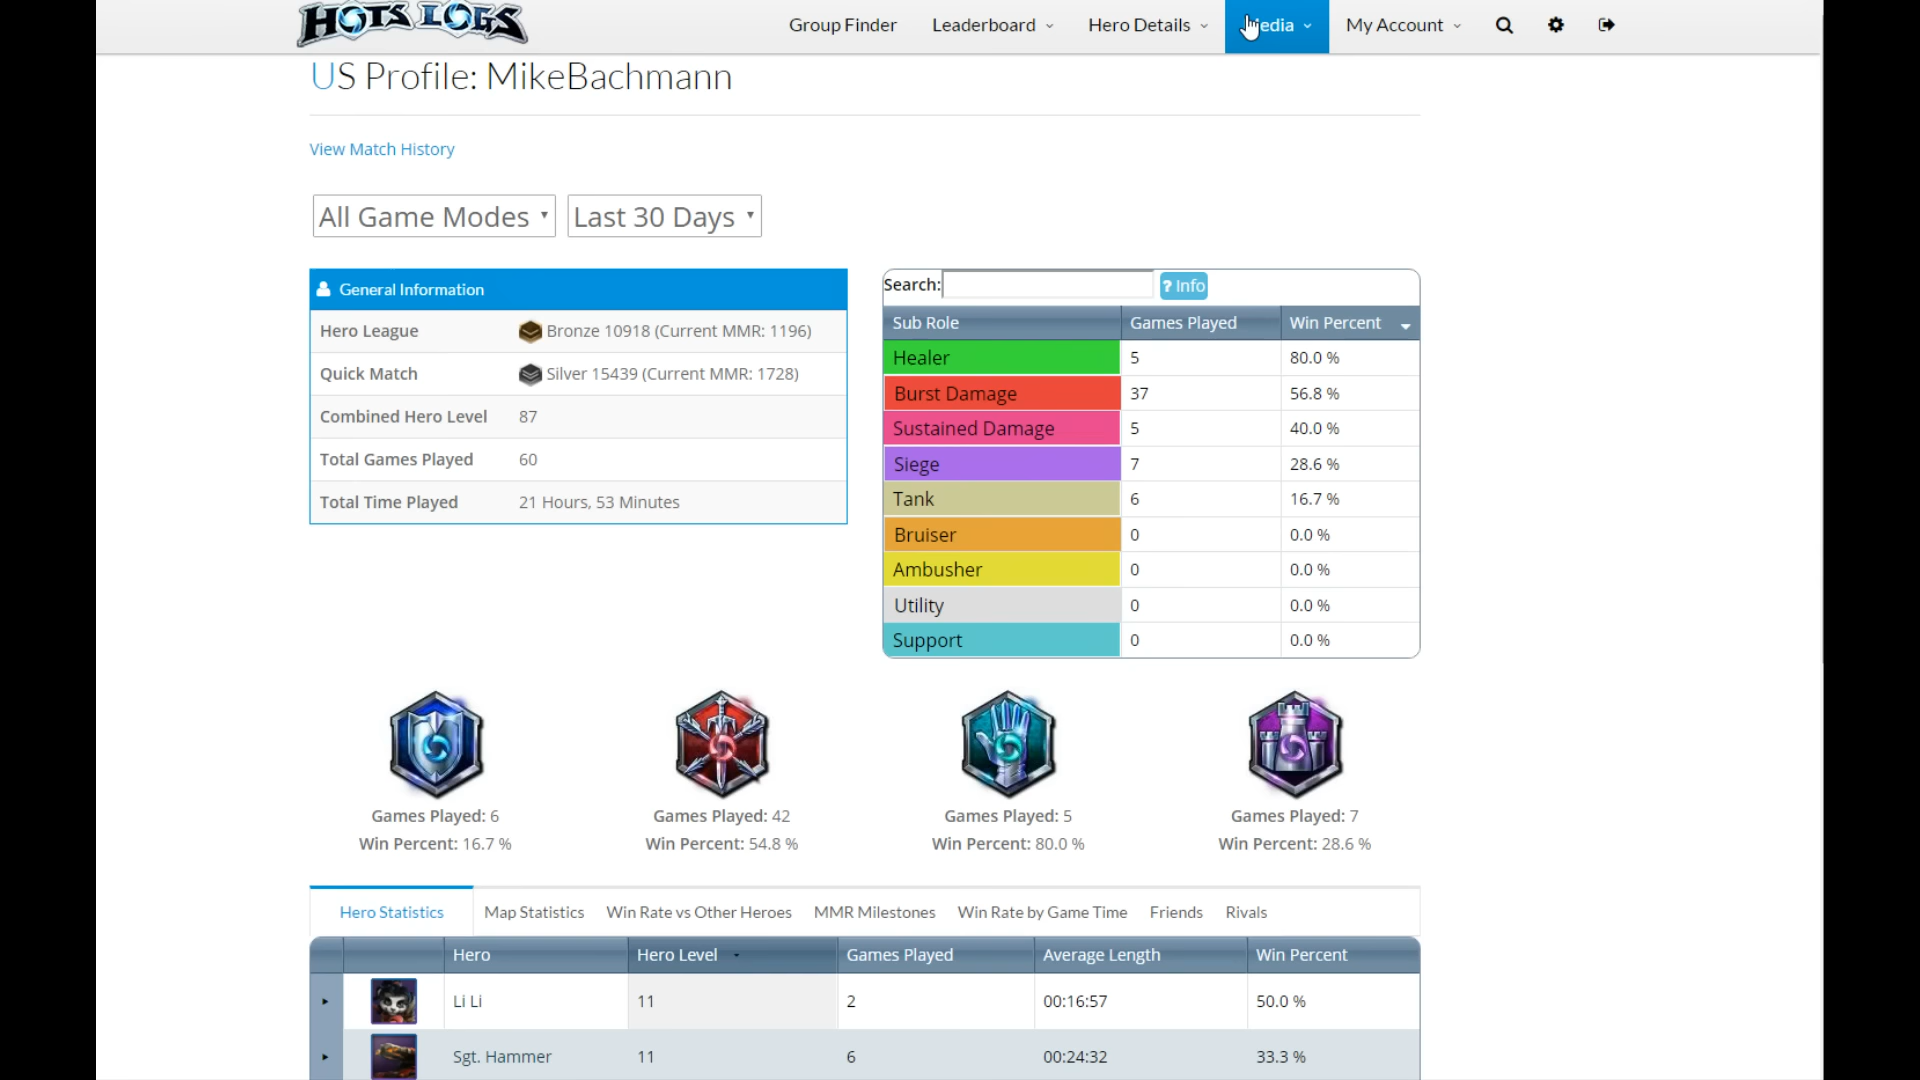 HOTS LOGS
Group Finder Leaderboard Hero Details edia My Account
US Profile: MikeBachmann
View Match History
All Game Modes Last 30 Days
General Information
Hero League Bronze 10918 (Current MMR: 1196)
Quick Match Silver 15439 (Current MMR: 1728)
Combined Hero Level 87
Total Games Played 60
Total Time Played 21 Hours, 53 Minutes
Search: ? Info
Sub Role Games Played Win Percent
Healer 5 80.0 %
Burst Damage 37 56.8 %
Sustained Damage 5 40.0 %
Siege 7 28.6 %
Tank 6 16.7 %
Bruiser 0 0.0 %
Ambusher 0 0.0 %
Utility 0 0.0 %
Support 0 0.0 %
Games Played: 6 Games Played: 42 Games Played: 5 Games Played: 7
Win Percent: 16.7 % Win Percent: 54.8 % Win Percent: 80.0 % Win Percent: 28.6 %
Hero Statistics Map Statistics Win Rate vs Other Heroes MMR Milestones Win Rate by Game Time Friends Rivals
Hero Hero Level Games Played Average Length Win Percent
Li Li 11 2 00:16:57 50.0 %
Sgt. Hammer 11 6 00:24:32 33.3 %